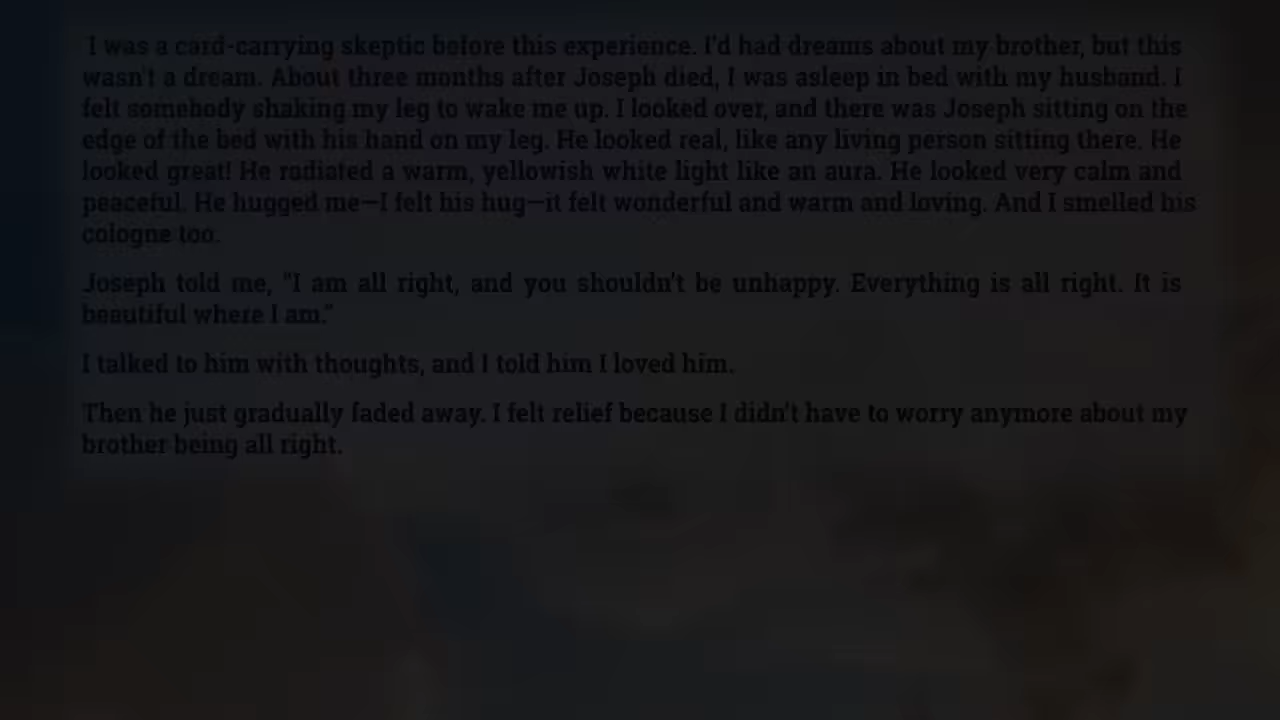 I was a card-carrying skeptic before this experience. I'd had dreams about my brother, but this
wasn't a dream. About three months after Joseph died, I was asleep in bed with my husband. I
felt somebody shaking my leg to wake me up. I looked over, and there was Joseph sitting on the
edge of the bed with his hand on my leg. He looked real, like any living person sitting there. He
looked great! He radiated a warm, yellowish white light like an aura. He looked very calm and
peaceful. He hugged me—I felt his hug—it felt wonderful and warm and loving. And I smelled his
cologne too.
Joseph told me, "I am all right, and you shouldn't be unhappy. Everything is all right. It is
beautiful where I am."
I talked to him with thoughts, and I told him I loved him.
Then he just gradually faded away. I felt relief because I didn't have to worry anymore about my
brother being all right.